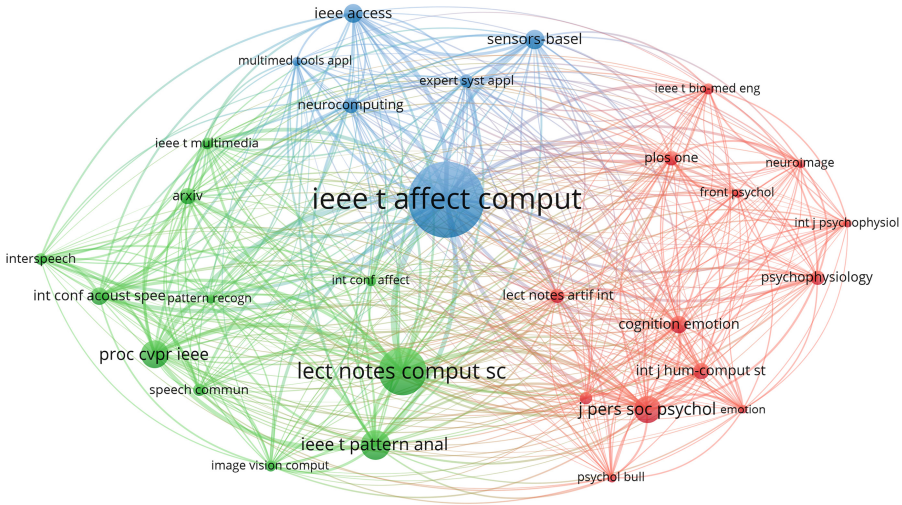 ieee access
sensors-basel
multimed tools appl
expert syst appl
ieee t bio-med eng
neurocomputing
ieee t multimedia
plos one
neuroimage
front psychol
arxiv
ieee t affect comput
int j psychophysiol
interspeech
int conf affect
psychophysiology
int conf acoust spee
pattern recogn
lect notes artif int
cognition emotion
proc cvpr ieee
lect notes comput sc
int j hum-comput st
speech commun
j pers soc psychol
emotion
ieee t pattern anal
image vision comput
psychol bull